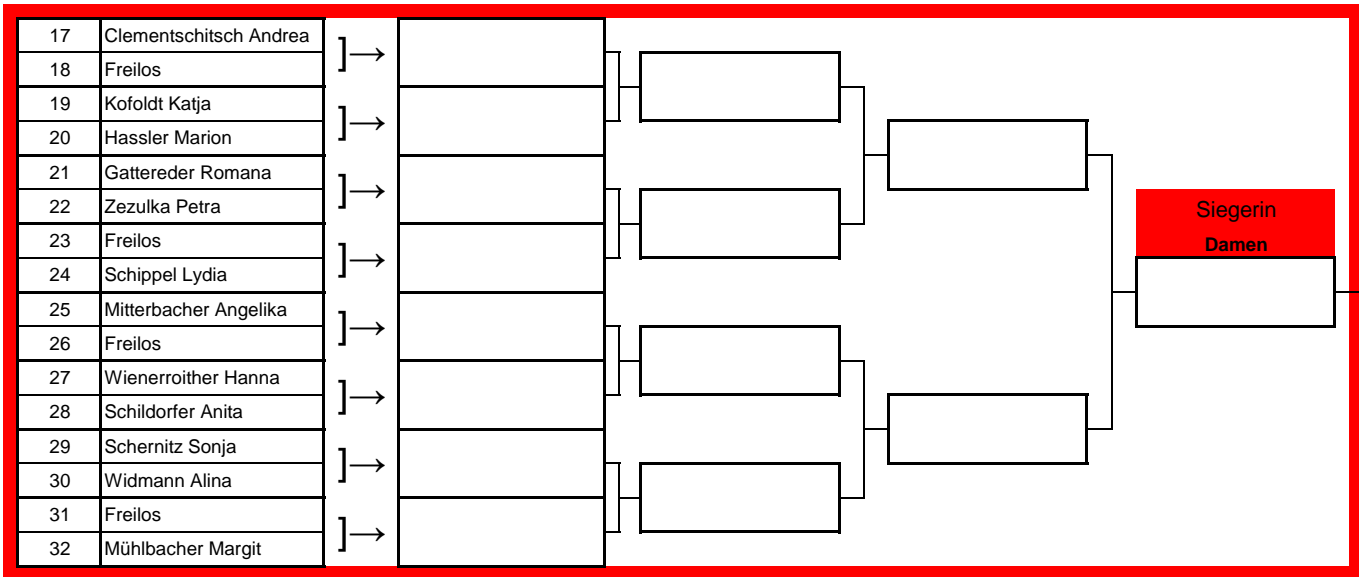 17 Clementschitsch Andrea
18 Freilos
19 Kofoldt Katja
20 Hassler Marion
21 Gattereder Romana
22 Zezulka Petra
23 Freilos
24 Schippel Lydia
25 Mitterbacher Angelika
26 Freilos
27 Wienerroither Hanna
28 Schildorfer Anita
29 Schernitz Sonja
30 Widmann Alina
31 Freilos
32 Mühlbacher Margit
Siegerin
Damen